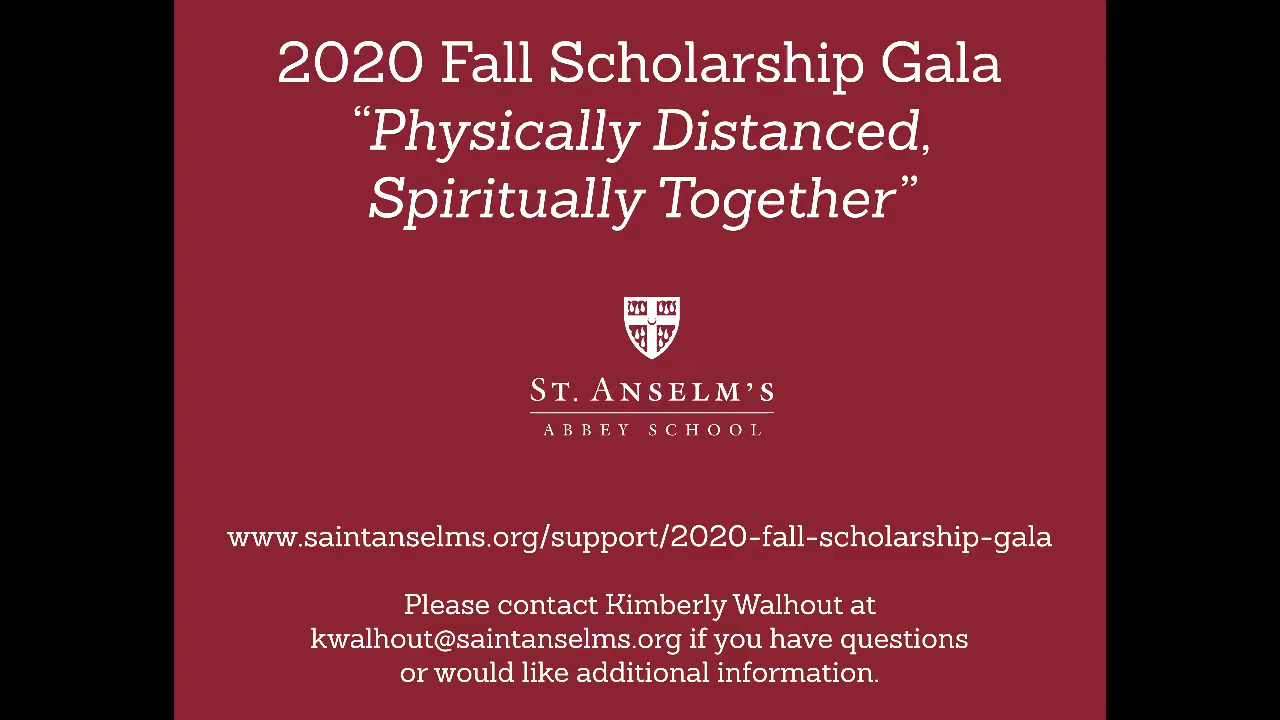 2020 Fall Scholarship Gala
“Physically Distanced,
Spiritually Together”
ST. ANSELM’S
ABBEY SCHOOL
www.saintanselms.org/support/2020-fall-scholarship-gala
Please contact Kimberly Walhout at
kwalhout@saintanselms.org if you have questions
or would like additional information.